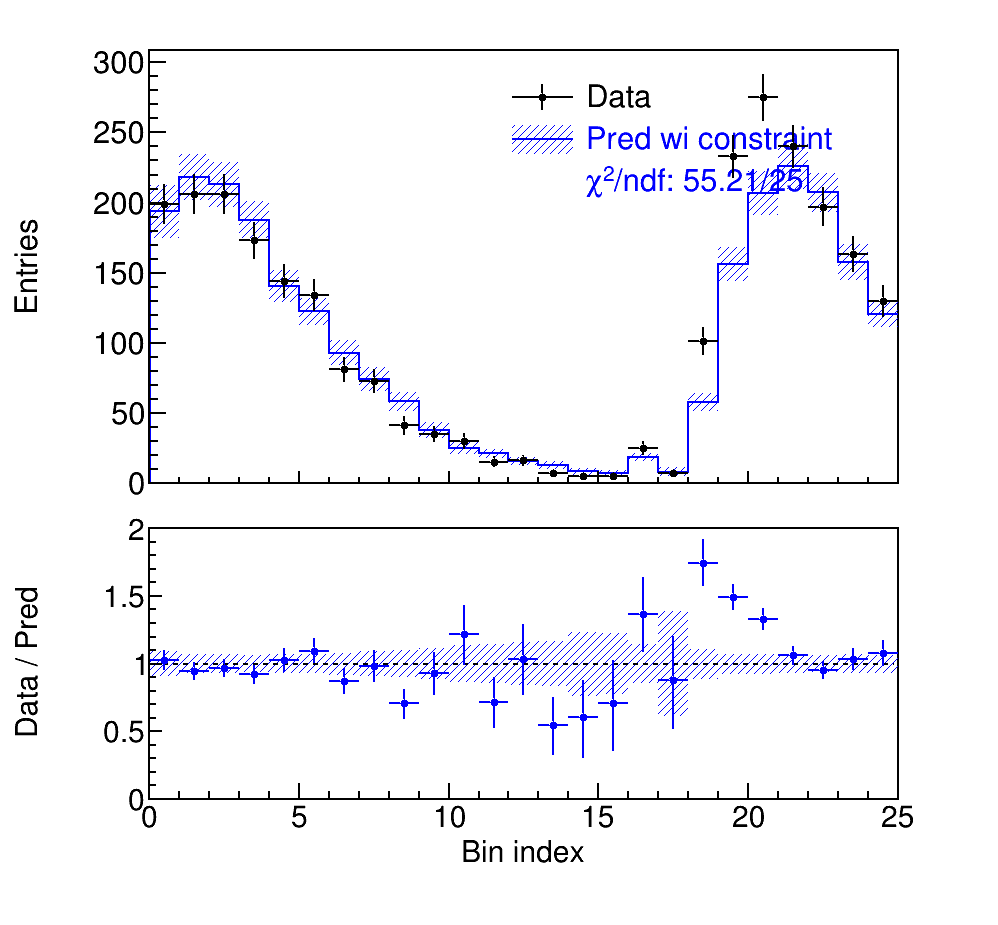 300
250
200
150
100
50
0
Entries
Data
Pred wi constraint
χ²/ndf: 55.21/25
2
1.5
1
0.5
0
Data / Pred
0 5 10 15 20 25
Bin index